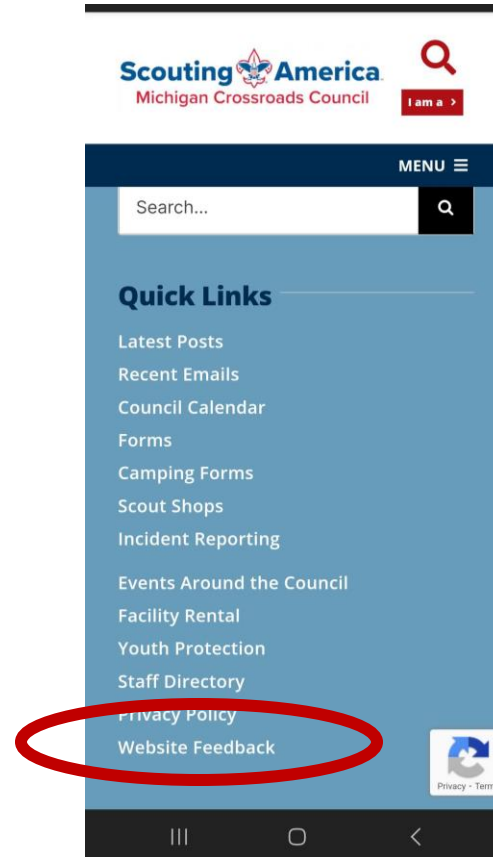 Scouting America.
Michigan Crossroads Council
I am a >
MENU
Search...
Quick Links
Latest Posts
Recent Emails
Council Calendar
Forms
Camping Forms
Scout Shops
Incident Reporting
Events Around the Council
Facility Rental
Youth Protection
Staff Directory
Privacy Policy
Website Feedback
Privacy - Term